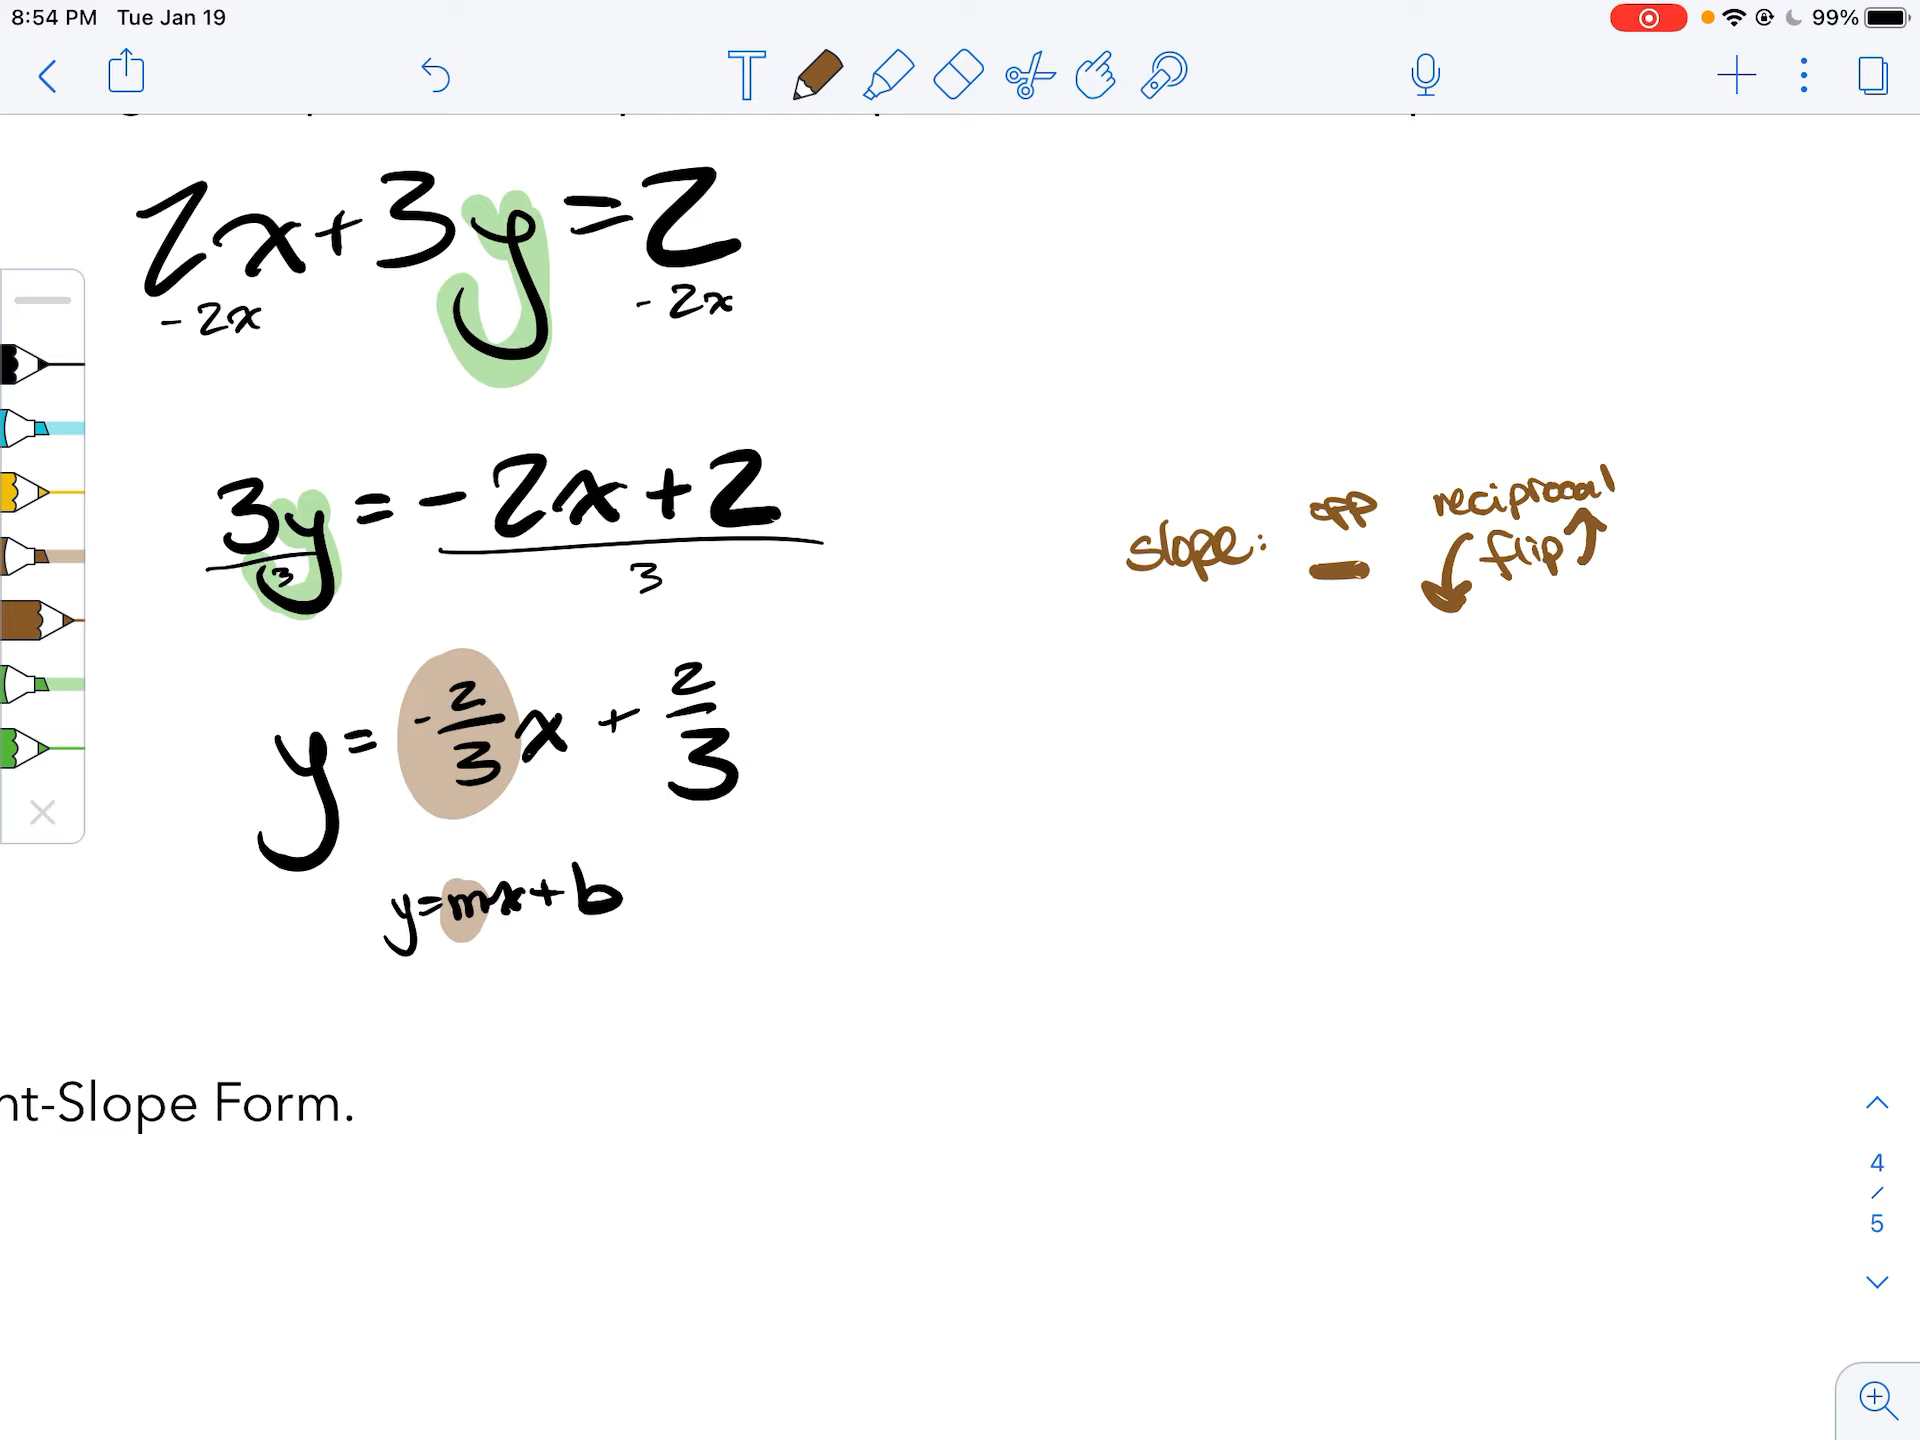 8:54 PM Tue Jan 19
99%
T
2x+3y=2
-2x -2x
3y = -2x+2
3 3
slope: opp reciprocal
- flip
y = -2/3x + 2/3
y=mx+b
nt-Slope Form.
4
/
5